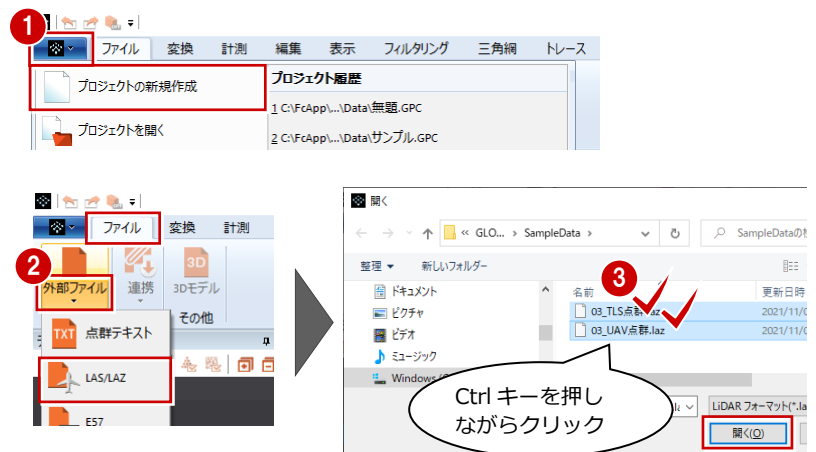 1
ファイル 変換 計測 編集 表示 フィルタリング 三角網 トレース
プロジェクトの新規作成
プロジェクトを開く
プロジェクト履歴
1 C:\FcApp\...\Data\無題.GPC
2 C:\FcApp\...\Data\サンプル.GPC
ファイル 変換 計測
2
外部ファイル 連携 3D 3Dモデル
その他
TXT 点群テキスト
LAS/LAZ
E57
開く
« GLO... › SampleData ›
SampleDataの
整理 新しいフォルダー
3
ドキュメント
ピクチャ
ビデオ
ミュージック
Windows
名前 更新日時
03_TLS点群.laz 2021/11/
03_UAV点群.laz 2021/11/
Ctrl キーを押し
ながらクリック
LiDAR フォーマット(*.la
開く(O)